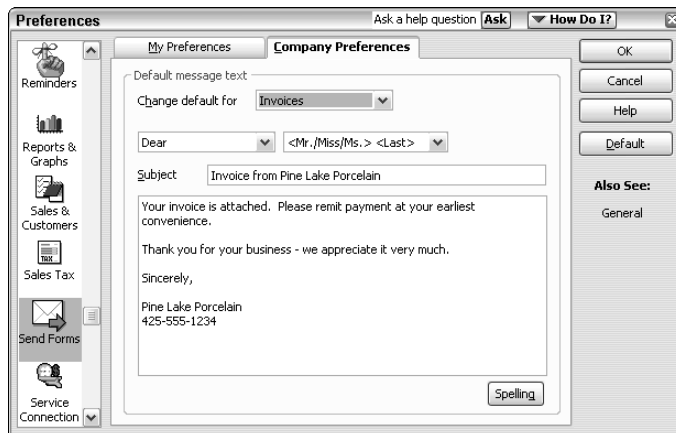 Preferences
Ask a help question Ask
How Do I?
Reminders
Reports &
Graphs
Sales &
Customers
TAX
Sales Tax
Send Forms
Service
Connection
My Preferences
Company Preferences
Default message text
Change default for Invoices
Dear <Mr./Miss/Ms.> <Last>
Subject Invoice from Pine Lake Porcelain
Your invoice is attached.  Please remit payment at your earliest
convenience.
Thank you for your business - we appreciate it very much.
Sincerely,
Pine Lake Porcelain
425-555-1234
Spelling
OK
Cancel
Help
Default
Also See:
General